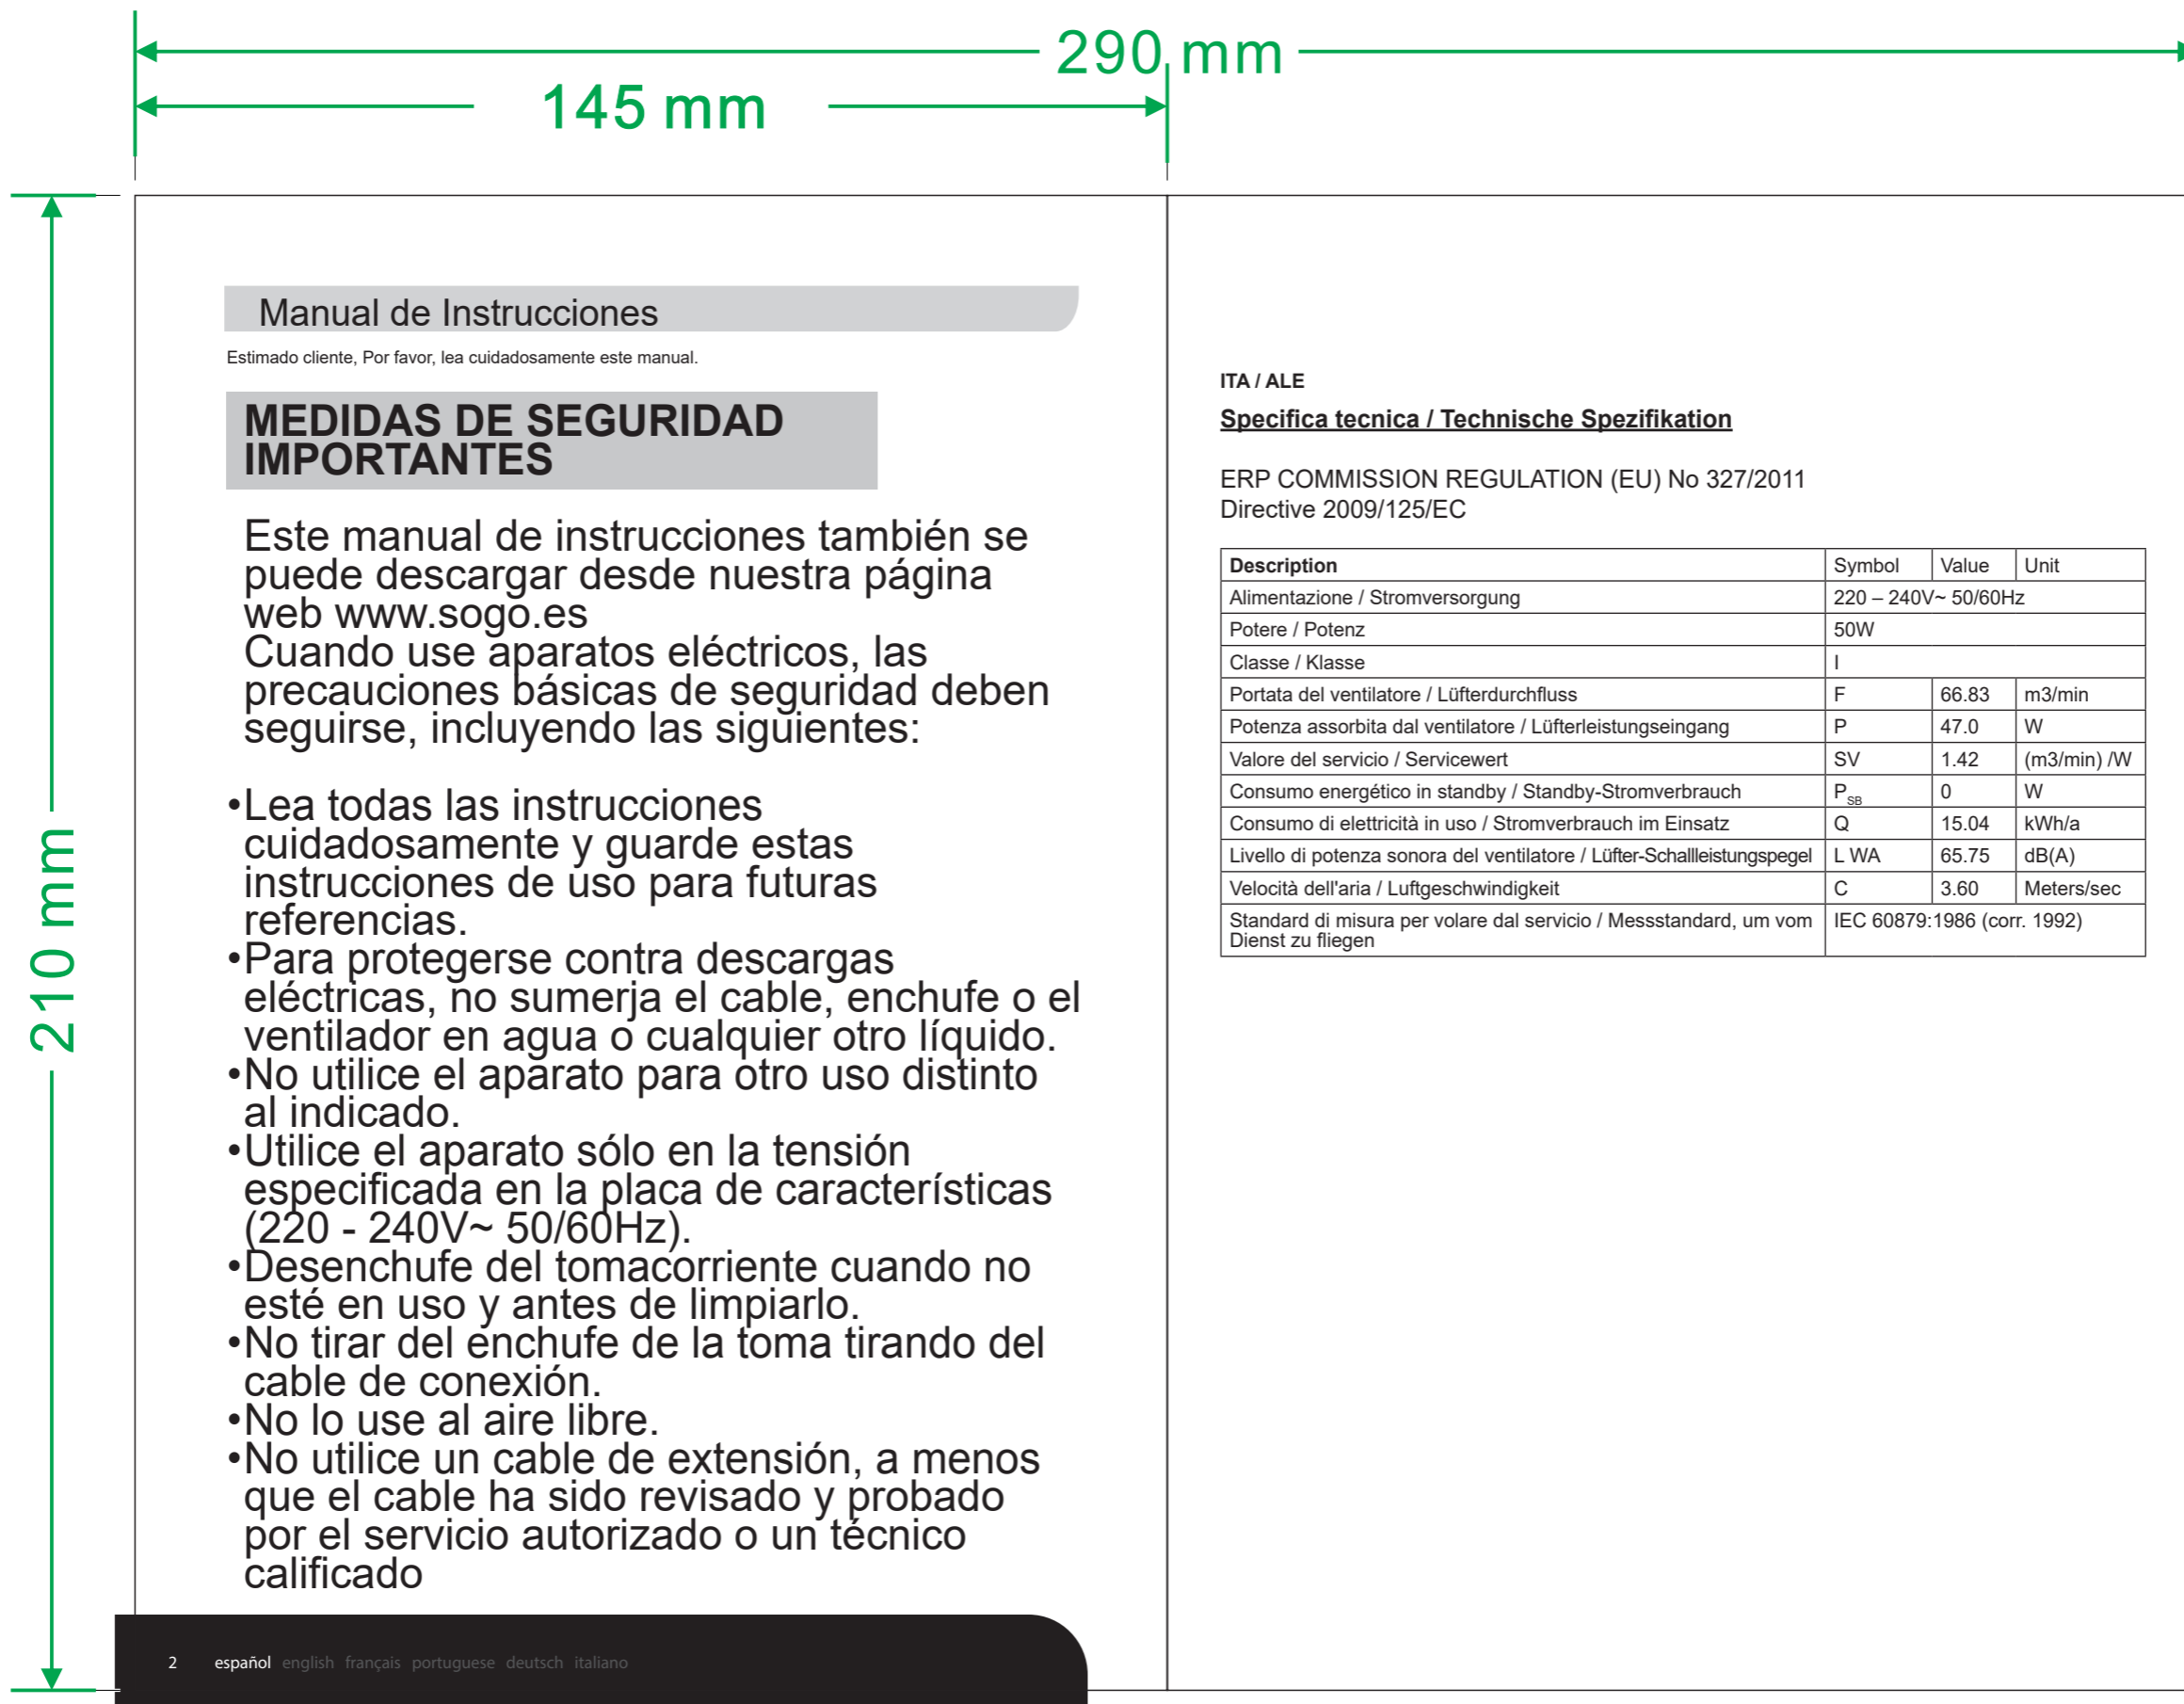 290 mm
145 mm
210 mm
Manual de Instrucciones
Estimado cliente, Por favor, lea cuidadosamente este manual.
MEDIDAS DE SEGURIDAD
IMPORTANTES
Este manual de instrucciones también se
puede descargar desde nuestra página
web www.sogo.es
Cuando use aparatos eléctricos, las
precauciones básicas de seguridad deben
seguirse, incluyendo las siguientes:
•Lea todas las instrucciones
cuidadosamente y guarde estas
instrucciones de uso para futuras
referencias.
•Para protegerse contra descargas
eléctricas, no sumerja el cable, enchufe o el
ventilador en agua o cualquier otro líquido.
•No utilice el aparato para otro uso distinto
al indicado.
•Utilice el aparato sólo en la tensión
especificada en la placa de características
(220 - 240V~ 50/60Hz).
•Desenchufe del tomacorriente cuando no
esté en uso y antes de limpiarlo.
•No tirar del enchufe de la toma tirando del
cable de conexión.
•No lo use al aire libre.
•No utilice un cable de extensión, a menos
que el cable ha sido revisado y probado
por el servicio autorizado o un técnico
calificado
2 español english français portuguese deutsch italiano
ITA / ALE
Specifica tecnica / Technische Spezifikation
ERP COMMISSION REGULATION (EU) No 327/2011
Directive 2009/125/EC
Description Symbol Value Unit
Alimentazione / Stromversorgung 220 – 240V~ 50/60Hz
Potere / Potenz 50W
Classe / Klasse I
Portata del ventilatore / Lüfterdurchfluss F 66.83 m3/min
Potenza assorbita dal ventilatore / Lüfterleistungseingang P 47.0 W
Valore del servicio / Servicewert SV 1.42 (m3/min) /W
Consumo energético in standby / Standby-Stromverbrauch PSB 0 W
Consumo di elettricità in uso / Stromverbrauch im Einsatz Q 15.04 kWh/a
Livello di potenza sonora del ventilatore / Lüfter-Schallleistungspegel L WA 65.75 dB(A)
Velocità dell'aria / Luftgeschwindigkeit C 3.60 Meters/sec
Standard di misura per volare dal servicio / Messstandard, um vom
Dienst zu fliegen IEC 60879:1986 (corr. 1992)